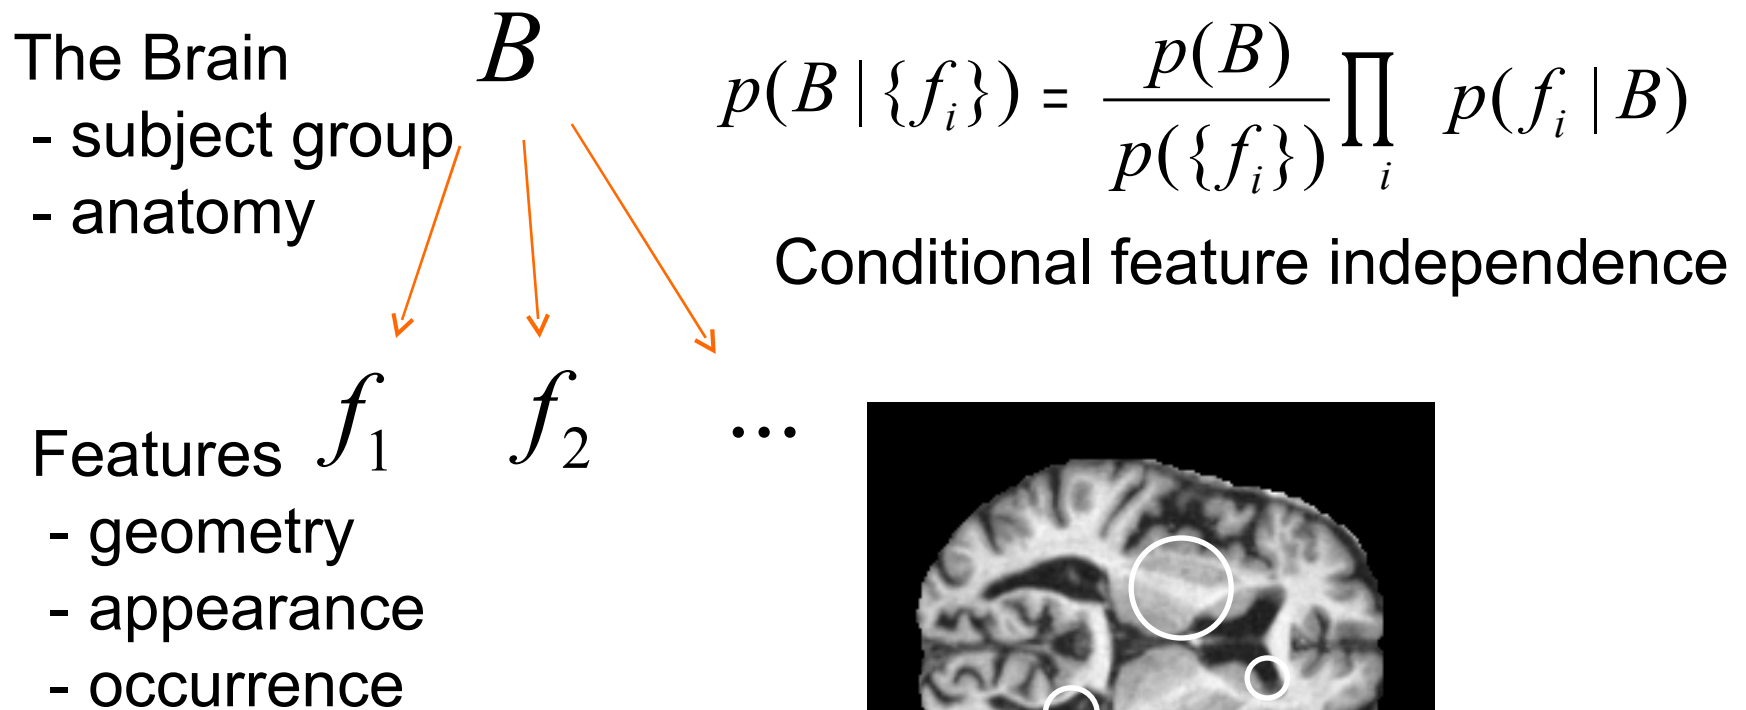 The Brain
- subject group
- anatomy
B
p(B | {f_i}) = p(B) / p({f_i}) ∏_i p(f_i | B)
Conditional feature independence
f_1 f_2 ...
Features
- geometry
- appearance
- occurrence